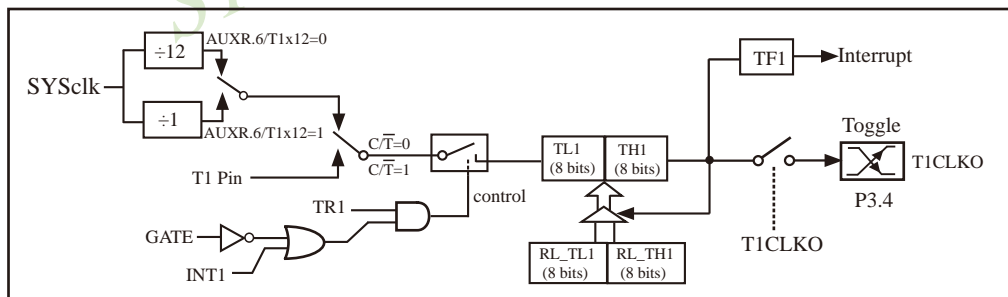 ÷12
AUXR.6/T1x12=0
SYSclk
÷1
AUXR.6/T1x12=1
T1 Pin
C/T̅=0
C/T̅=1
control
TR1
GATE
INT1
TL1
(8 bits)
TH1
(8 bits)
RL_TL1
(8 bits)
RL_TH1
(8 bits)
TF1
Interrupt
Toggle
T1CLKO
P3.4
T1CLKO